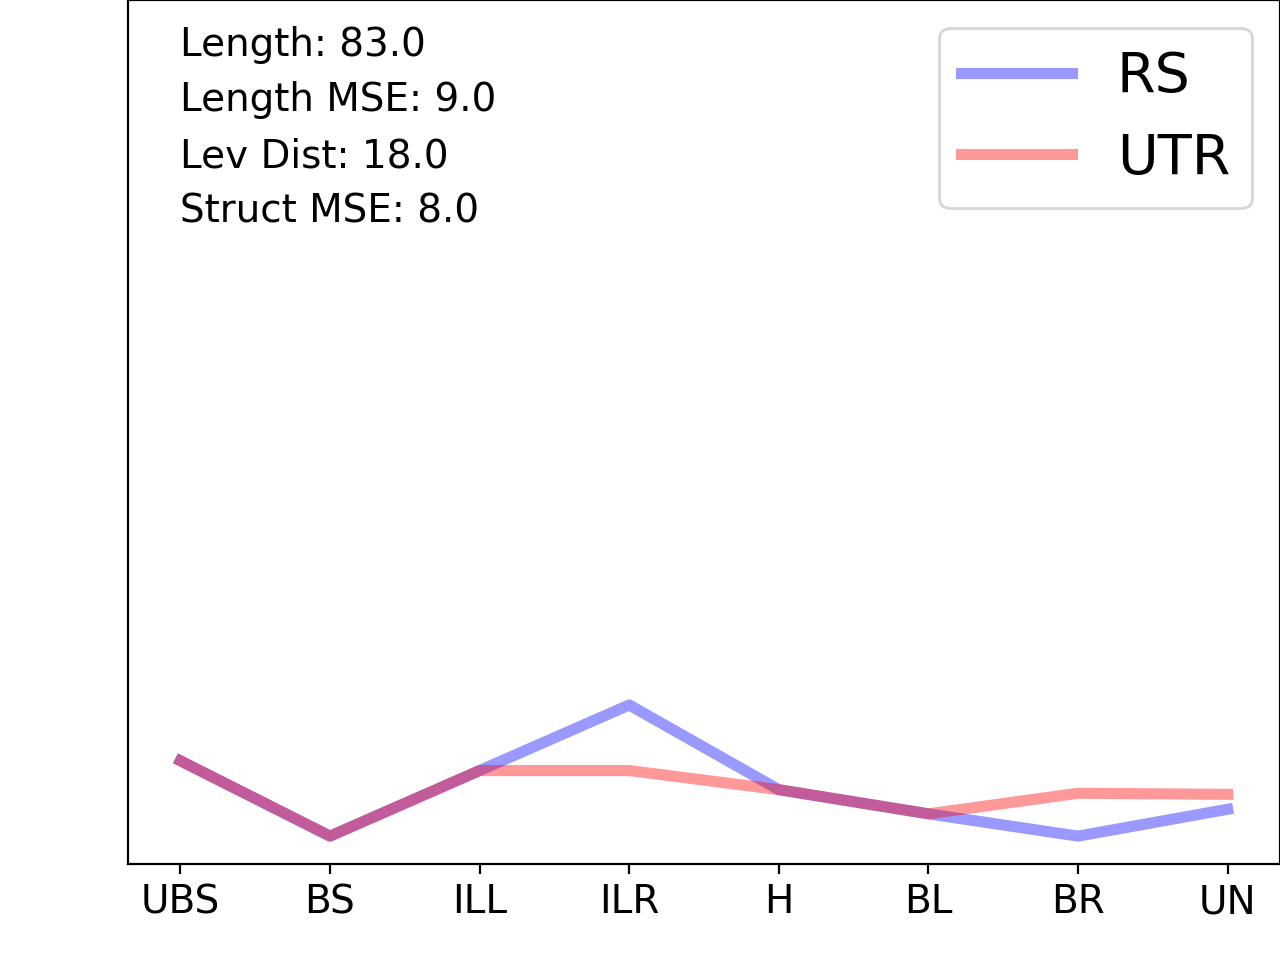 Length: 83.0
Length MSE: 9.0
Lev Dist: 18.0
Struct MSE: 8.0
RS
UTR
UBS BS ILL ILR H BL BR UN